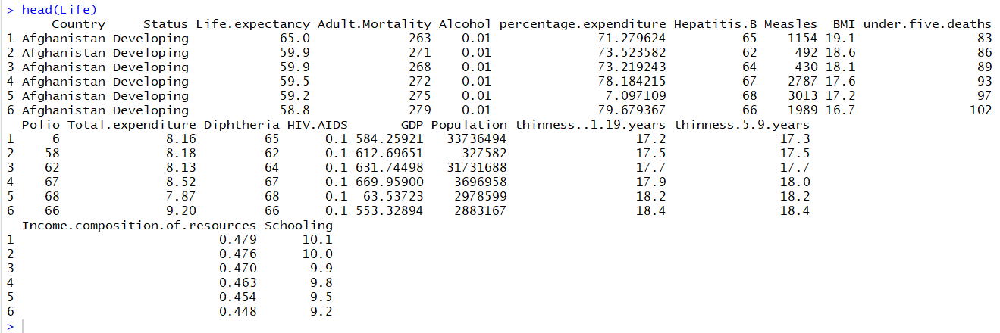 > head(Life)
Country Status Life.expectancy Adult.Mortality Alcohol percentage.expenditure Hepatitis.B Measles BMI under.five.deaths
1 Afghanistan Developing 65.0 263 0.01 71.279624 65 1154 19.1 83
2 Afghanistan Developing 59.9 271 0.01 73.523582 62 492 18.6 86
3 Afghanistan Developing 59.9 268 0.01 73.219243 64 430 18.1 89
4 Afghanistan Developing 59.5 272 0.01 78.184215 67 2787 17.6 93
5 Afghanistan Developing 59.2 275 0.01 7.097109 68 3013 17.2 97
6 Afghanistan Developing 58.8 279 0.01 79.679367 66 1989 16.7 102
Polio Total.expenditure Diphtheria HIV.AIDS GDP Population thinness..1.19.years thinness.5.9.years
1 6 8.16 65 0.1 584.25921 33736494 17.2 17.3
2 58 8.18 62 0.1 612.69651 327582 17.5 17.5
3 62 8.13 64 0.1 631.74498 31731688 17.7 17.7
4 67 8.52 67 0.1 669.95900 3696958 17.9 18.0
5 68 7.87 68 0.1 63.53723 2978599 18.2 18.2
6 66 9.20 66 0.1 553.32894 2883167 18.4 18.4
Income.composition.of.resources Schooling
1 0.479 10.1
2 0.476 10.0
3 0.470 9.9
4 0.463 9.8
5 0.454 9.5
6 0.448 9.2
>